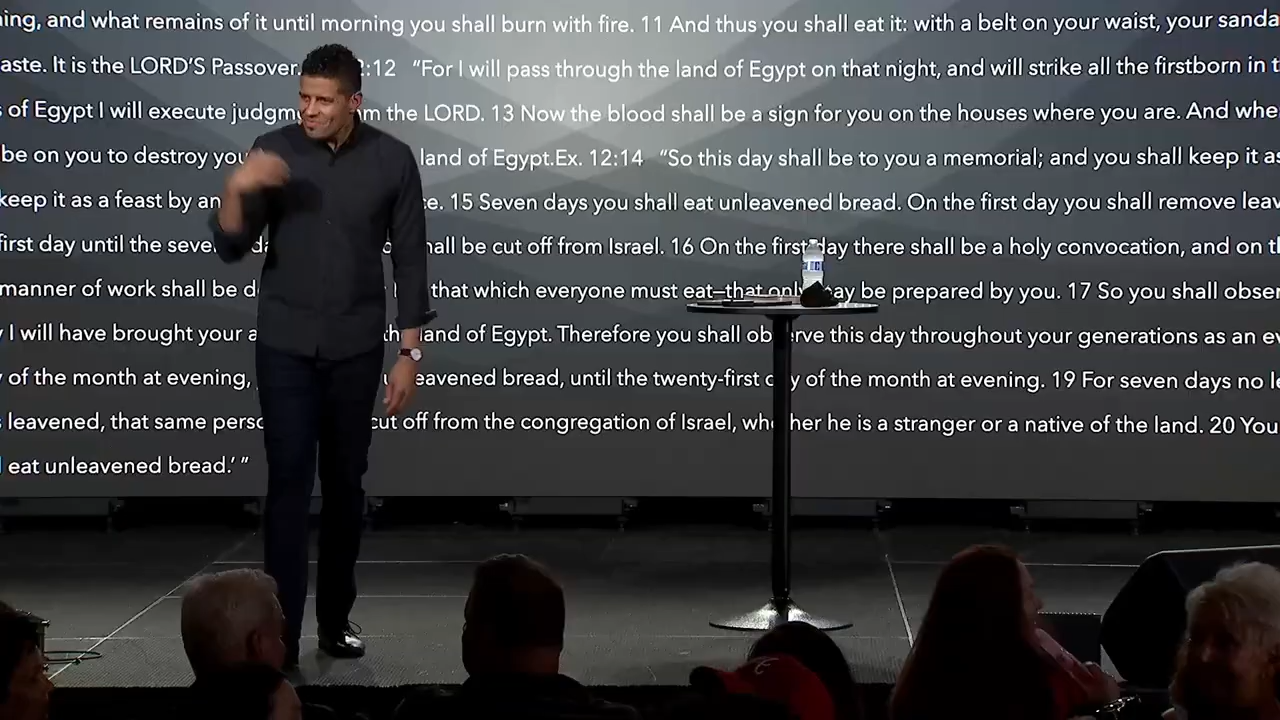 ing, and what remains of it until morning you shall burn with fire. 11 And thus you shall eat it: with a belt on your waist, your sanda
aste. It is the LORD'S Passover. :12 “For I will pass through the land of Egypt on that night, and will strike all the firstborn in t
s of Egypt I will execute judgm m the LORD. 13 Now the blood shall be a sign for you on the houses where you are. And whe
be on you to destroy you land of Egypt.Ex. 12:14 “So this day shall be to you a memorial; and you shall keep it as
keep it as a feast by an ce. 15 Seven days you shall eat unleavened bread. On the first day you shall remove leav
first day until the seve da hall be cut off from Israel. 16 On the first day there shall be a holy convocation, and on th
manner of work shall be d that which everyone must eat—that only may be prepared by you. 17 So you shall obser
y I will have brought your a the land of Egypt. Therefore you shall observe this day throughout your generations as an ev
y of the month at evening, unleavened bread, until the twenty-first day of the month at evening. 19 For seven days no le
s leavened, that same perso cut off from the congregation of Israel, whether he is a stranger or a native of the land. 20 You
l eat unleavened bread.’ ”